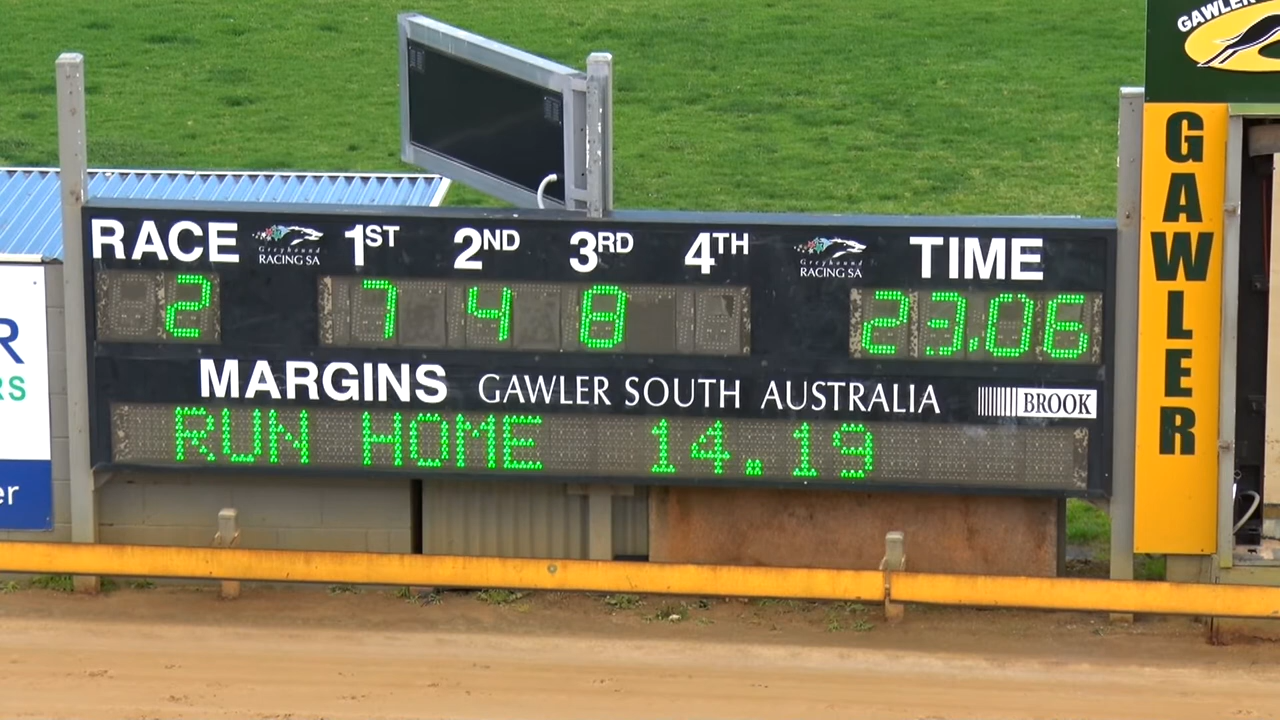 GAWLER
GAWLER
RACE Greyhound RACING SA 1ST 2ND 3RD 4TH Greyhound RACING SA TIME
2 7 4 8 23.06
MARGINS GAWLER SOUTH AUSTRALIA BROOK
RUN HOME 14.19
R
RS
er